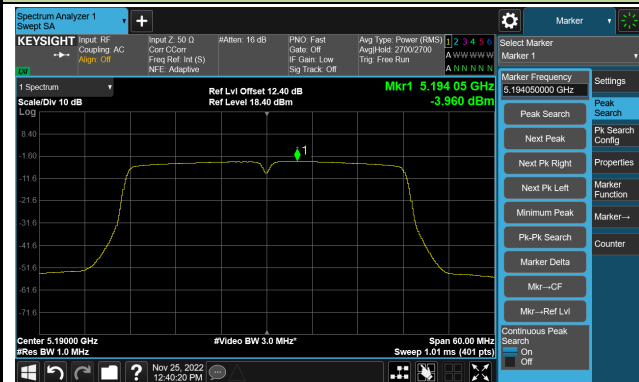 Spectrum Analyzer 1
Swept SA
Marker
KEYSIGHT
Input: RF
Coupling: AC
Align: Off
Input Z: 50 Ω
Corr CCorr
Freq Ref: Int (S)
NFE: Adaptive
#Atten: 16 dB
PNO: Fast
Gate: Off
IF Gain: Low
Sig Track: Off
Avg Type: Power (RMS)
Avg|Hold: 2700/2700
Trig: Free Run
1 2 3 4 5 6
A W W W W W
A N N N N N
Select Marker
Marker 1
1 Spectrum
Scale/Div 10 dB
Log
Ref Lvl Offset 12.40 dB
Ref Level 18.40 dBm
Mkr1 5.194 05 GHz
-3.960 dBm
8.40
-1.60
-11.6
-21.6
-31.6
-41.6
-51.6
-61.6
-71.6
1
Center 5.19000 GHz
#Res BW 1.0 MHz
#Video BW 3.0 MHz*
Span 60.00 MHz
Sweep 1.01 ms (401 pts)
Marker Frequency
5.194050000 GHz
Peak Search
Next Peak
Next Pk Right
Next Pk Left
Minimum Peak
Pk-Pk Search
Marker Delta
Mkr→CF
Mkr→Ref Lvl
Continuous Peak
Search
On
Off
Settings
Peak
Search
Pk Search
Config
Properties
Marker
Function
Marker→
Counter
?
Nov 25, 2022
12:40:20 PM